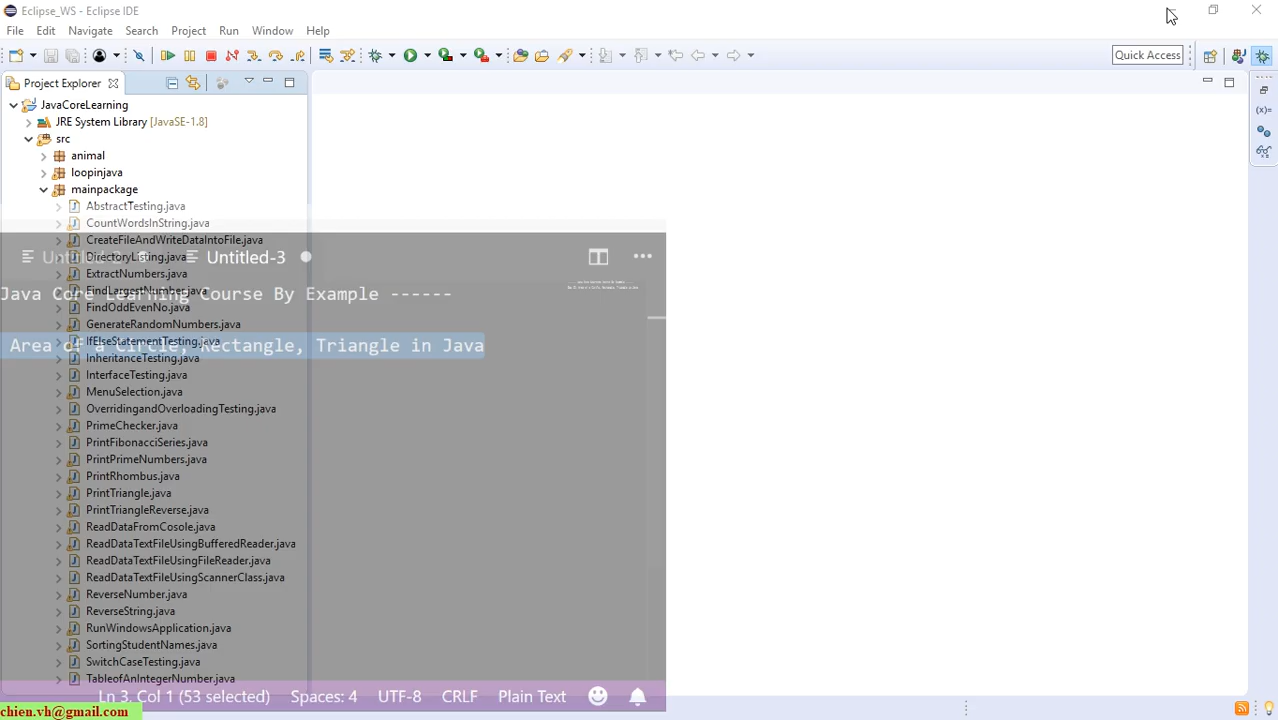 Eclipse_WS - Eclipse IDE
File Edit Navigate Search Project Run Window Help
Quick Access
Project Explorer
JavaCoreLearning
JRE System Library [JavaSE-1.8]
src
animal
loopinjava
mainpackage
AbstractTesting.java
CountWordsInString.java
CreateFileAndWriteDataIntoFile.java
DirectoryListing.java
Untitled-3
ExtractNumbers.java
FindLargestNumber.java
Java Core Learning Course By Example ------
FindOddEvenNo.java
GenerateRandomNumbers.java
IfElseStatementTesting.java
Area of a Circle, Rectangle, Triangle in Java
InheritanceTesting.java
InterfaceTesting.java
MenuSelection.java
OverridingandOverloadingTesting.java
PrimeChecker.java
PrintFibonacciSeries.java
PrintPrimeNumbers.java
PrintRhombus.java
PrintTriangle.java
PrintTriangleReverse.java
ReadDataFromCosole.java
ReadDataTextFileUsingBufferedReader.java
ReadDataTextFileUsingFileReader.java
ReadDataTextFileUsingScannerClass.java
ReverseNumber.java
ReverseString.java
RunWindowsApplication.java
SortingStudentNames.java
SwitchCaseTesting.java
TableofAnIntegerNumber.java
Ln 3, Col 1 (53 selected) Spaces: 4 UTF-8 CRLF Plain Text
chien.vh@gmail.com